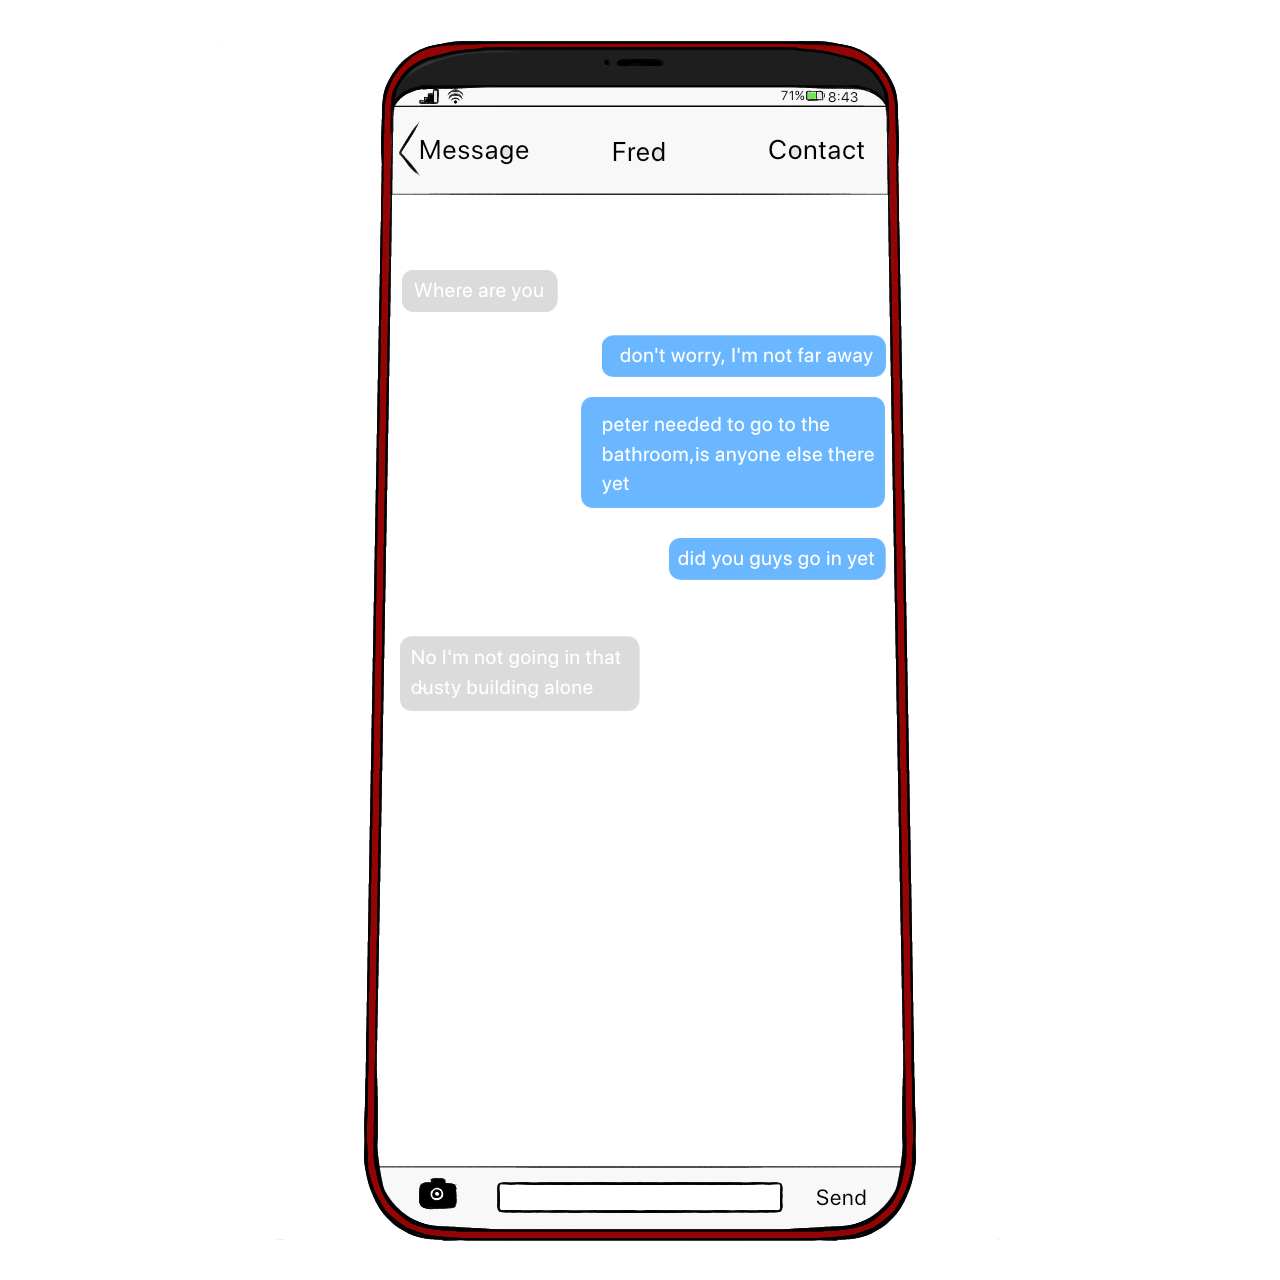 71% 8:43
Message Fred Contact
Where are you
don't worry, I'm not far away
peter needed to go to the
bathroom,is anyone else there
yet
did you guys go in yet
No I'm not going in that
dusty building alone
Send